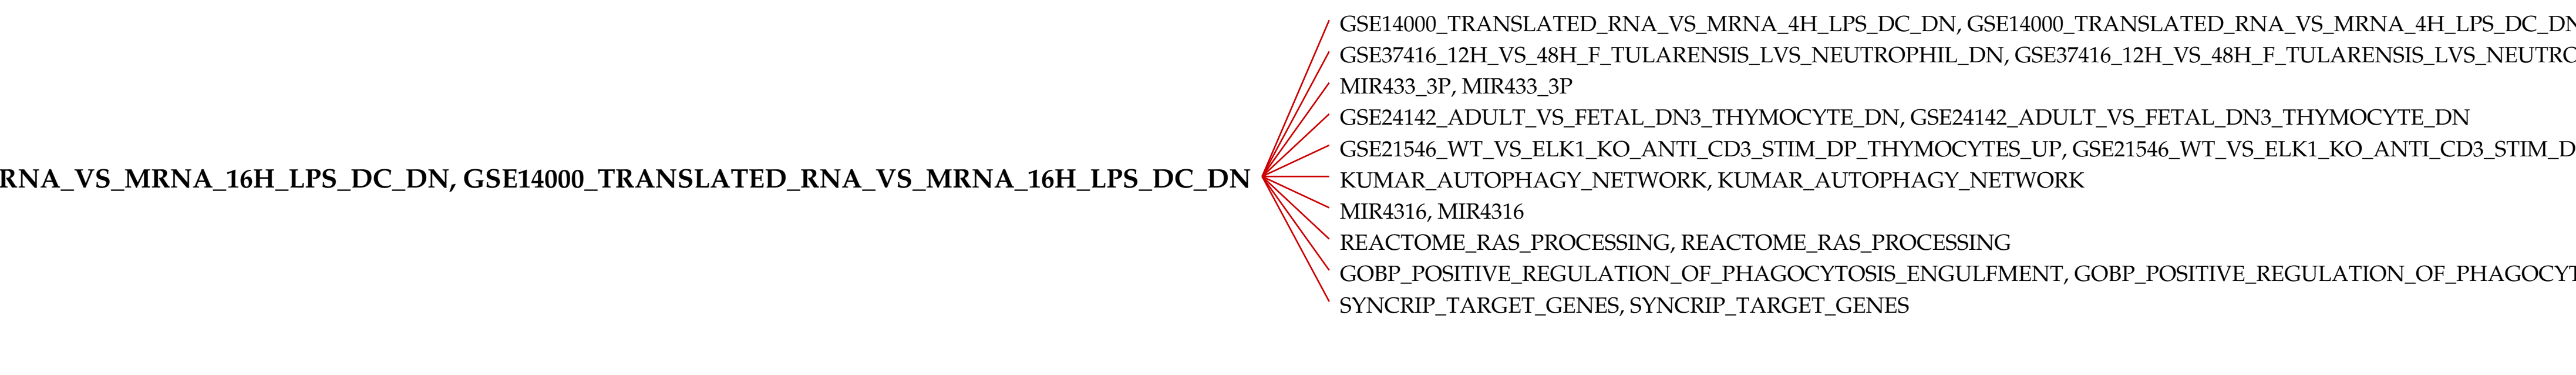 GSE14000_TRANSLATED_RNA_VS_MRNA_4H_LPS_DC_DN, GSE14000_TRANSLATED_RNA_VS_MRNA_4H_LPS_DC_DN
GSE37416_12H_VS_48H_F_TULARENSIS_LVS_NEUTROPHIL_DN, GSE37416_12H_VS_48H_F_TULARENSIS_LVS_NEUTRO
MIR433_3P, MIR433_3P
GSE24142_ADULT_VS_FETAL_DN3_THYMOCYTE_DN, GSE24142_ADULT_VS_FETAL_DN3_THYMOCYTE_DN
GSE21546_WT_VS_ELK1_KO_ANTI_CD3_STIM_DP_THYMOCYTES_UP, GSE21546_WT_VS_ELK1_KO_ANTI_CD3_STIM_D
RNA_VS_MRNA_16H_LPS_DC_DN, GSE14000_TRANSLATED_RNA_VS_MRNA_16H_LPS_DC_DN
KUMAR_AUTOPHAGY_NETWORK, KUMAR_AUTOPHAGY_NETWORK
MIR4316, MIR4316
REACTOME_RAS_PROCESSING, REACTOME_RAS_PROCESSING
GOBP_POSITIVE_REGULATION_OF_PHAGOCYTOSIS_ENGULFMENT, GOBP_POSITIVE_REGULATION_OF_PHAGOCYT
SYNCRIP_TARGET_GENES, SYNCRIP_TARGET_GENES